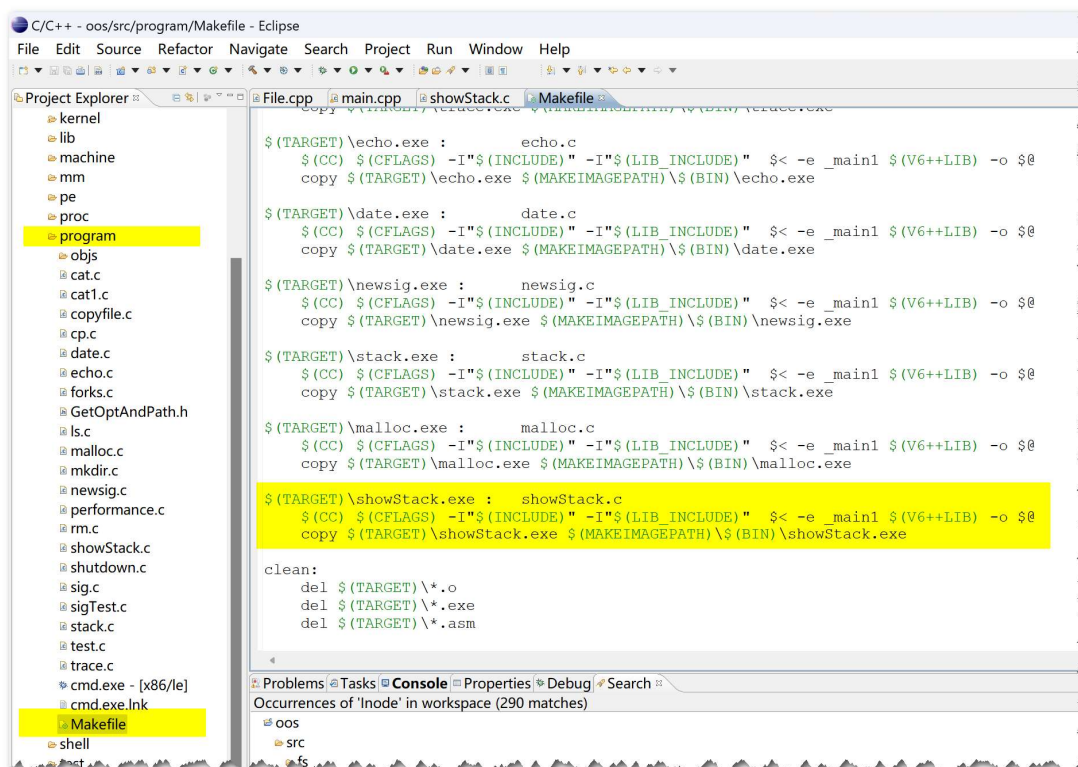 C/C++ - oos/src/program/Makefile - Eclipse
File Edit Source Refactor Navigate Search Project Run Window Help
Project Explorer
File.cpp main.cpp showStack.c Makefile
kernel
lib
machine
mm
pe
proc
program
objs
cat.c
cat1.c
copyfile.c
cp.c
date.c
echo.c
forks.c
GetOptAndPath.h
ls.c
malloc.c
mkdir.c
newsig.c
performance.c
rm.c
showStack.c
shutdown.c
sig.c
sigTest.c
stack.c
test.c
trace.c
cmd.exe - [x86/le]
cmd.exe.lnk
Makefile
shell
test
copy $(TARGET)\trace.exe $(MAKEIMAGEPATH)\$(BIN)\trace.exe
$(TARGET)\echo.exe : echo.c
$(CC) $(CFLAGS) -I"$(INCLUDE)" -I"$(LIB_INCLUDE)" $< -e _main1 $(V6++LIB) -o $@
copy $(TARGET)\echo.exe $(MAKEIMAGEPATH)\$(BIN)\echo.exe
$(TARGET)\date.exe : date.c
$(CC) $(CFLAGS) -I"$(INCLUDE)" -I"$(LIB_INCLUDE)" $< -e _main1 $(V6++LIB) -o $@
copy $(TARGET)\date.exe $(MAKEIMAGEPATH)\$(BIN)\date.exe
$(TARGET)\newsig.exe : newsig.c
$(CC) $(CFLAGS) -I"$(INCLUDE)" -I"$(LIB_INCLUDE)" $< -e _main1 $(V6++LIB) -o $@
copy $(TARGET)\newsig.exe $(MAKEIMAGEPATH)\$(BIN)\newsig.exe
$(TARGET)\stack.exe : stack.c
$(CC) $(CFLAGS) -I"$(INCLUDE)" -I"$(LIB_INCLUDE)" $< -e _main1 $(V6++LIB) -o $@
copy $(TARGET)\stack.exe $(MAKEIMAGEPATH)\$(BIN)\stack.exe
$(TARGET)\malloc.exe : malloc.c
$(CC) $(CFLAGS) -I"$(INCLUDE)" -I"$(LIB_INCLUDE)" $< -e _main1 $(V6++LIB) -o $@
copy $(TARGET)\malloc.exe $(MAKEIMAGEPATH)\$(BIN)\malloc.exe
$(TARGET)\showStack.exe : showStack.c
$(CC) $(CFLAGS) -I"$(INCLUDE)" -I"$(LIB_INCLUDE)" $< -e _main1 $(V6++LIB) -o $@
copy $(TARGET)\showStack.exe $(MAKEIMAGEPATH)\$(BIN)\showStack.exe
clean:
del $(TARGET)\*.o
del $(TARGET)\*.exe
del $(TARGET)\*.asm
Problems Tasks Console Properties Debug Search
Occurrences of 'Inode' in workspace (290 matches)
oos
src
fs